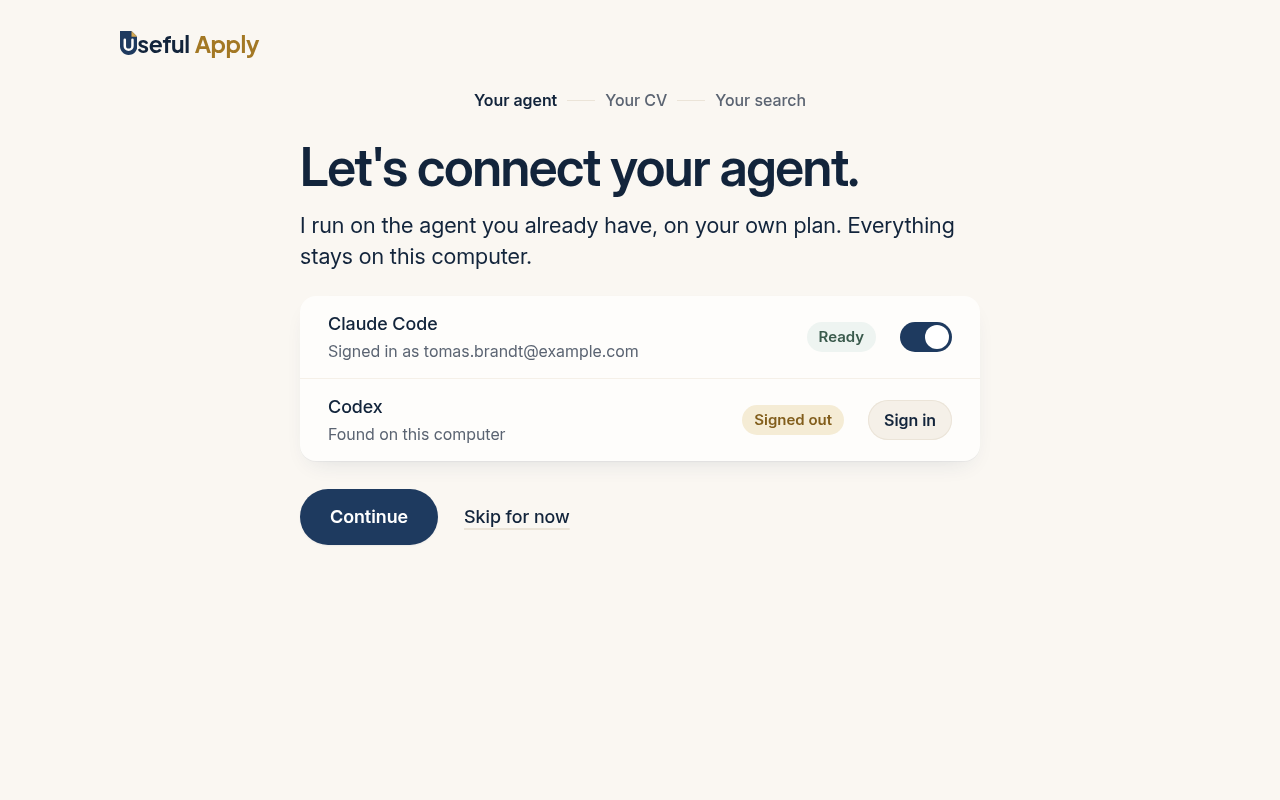 Useful Apply
Your agent
Your CV
Your search
Let's connect your agent.
I run on the agent you already have, on your own plan. Everything
stays on this computer.
Claude Code
Signed in as tomas.brandt@example.com
Ready
Codex
Found on this computer
Signed out
Sign in
Continue
Skip for now